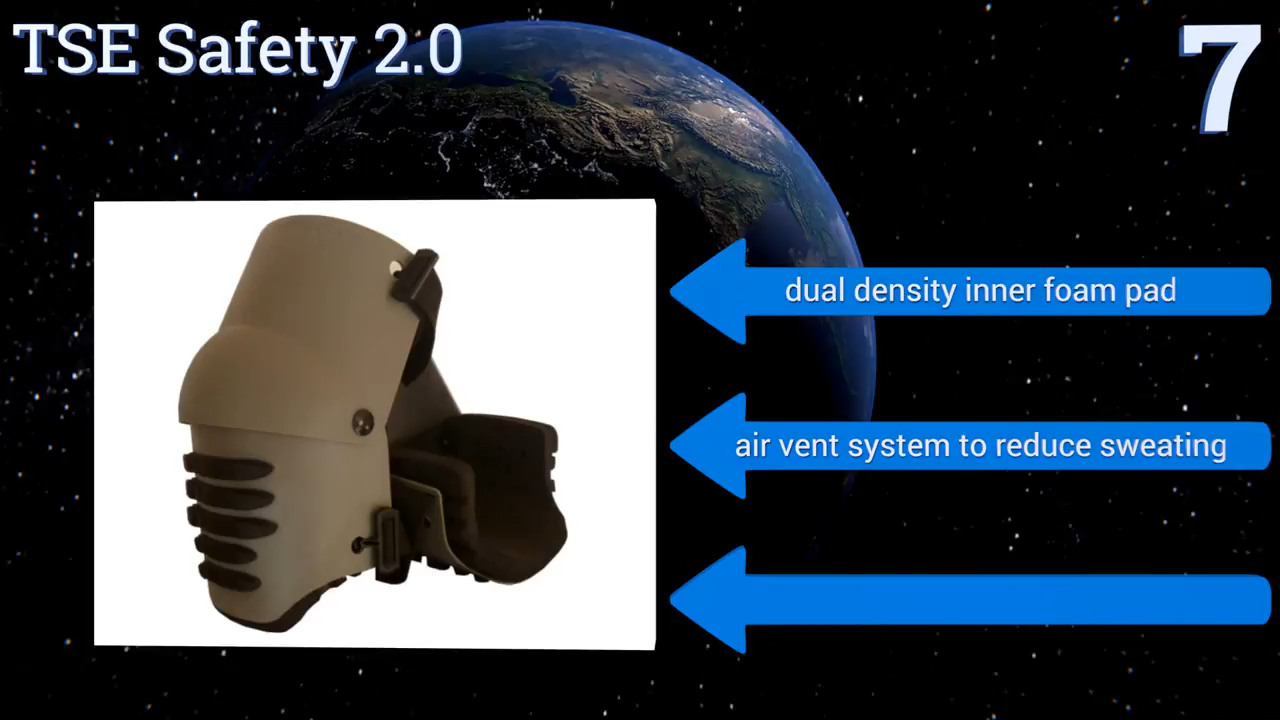 TSE Safety 2.0
7
dual density inner foam pad
air vent system to reduce sweating